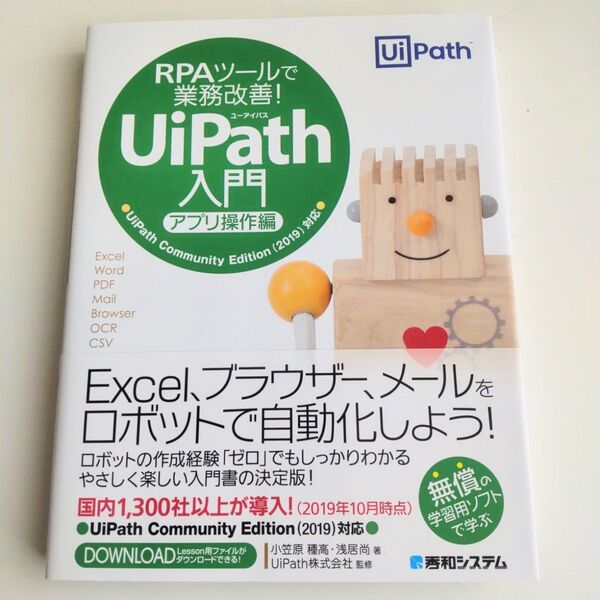 UiPath™
RPAツールで
業務改善!
ユーアイパス
UiPath
入門
アプリ操作編
UiPath Community Edition(2019)対応
Excel
Word
PDF
Mail
Browser
OCR
CSV
Excel、ブラウザー、メールを
ロボットで自動化しよう!
ロボットの作成経験「ゼロ」でもしっかりわかる
やさしく楽しい入門書の決定版!
国内1,300社以上が導入!(2019年10月時点)
UiPath Community Edition(2019)対応
無償の
学習用ソフト
で学ぶ
DOWNLOAD Lesson用ファイルが
ダウンロードできる!
小笠原 種高・浅居尚 著
UiPath株式会社 監修
秀和システム